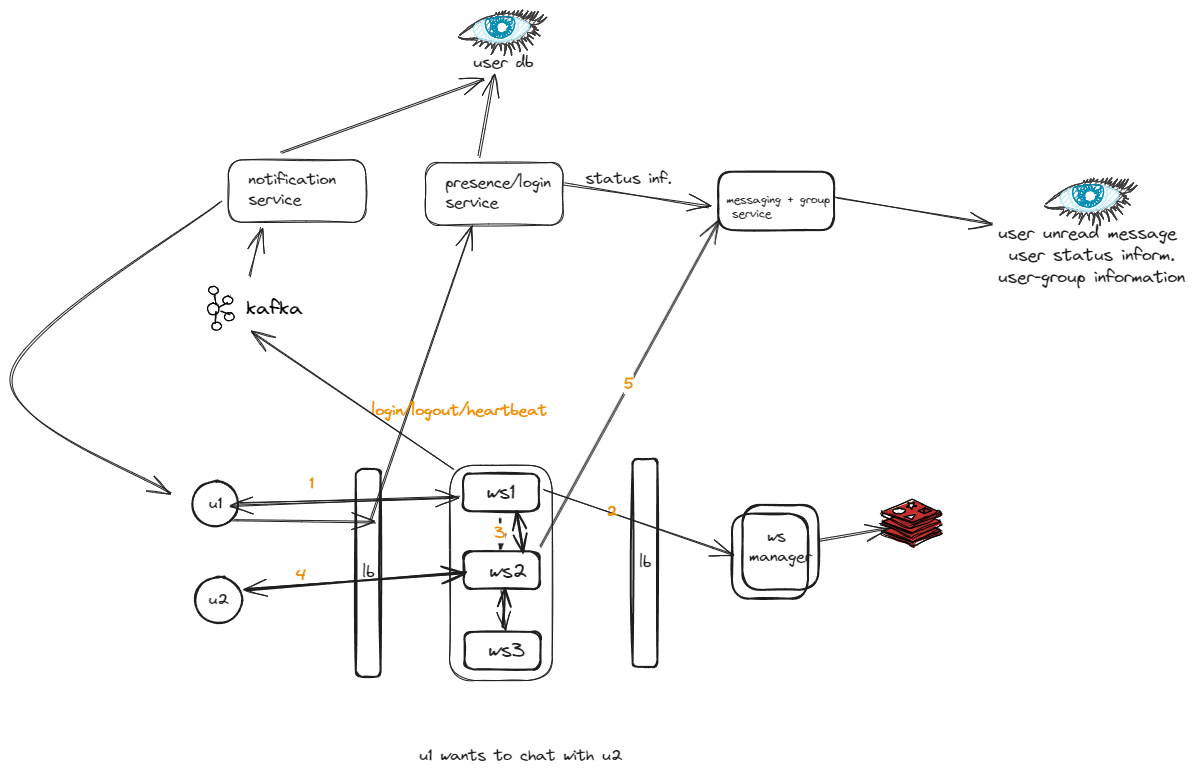 user db
notification
service
presence/login
service
status inf.
messaging + group
service
user unread message
user status inform.
user-group information
kafka
5
login/logout/heartbeat
1
u1
ws1
2
3
lb
ws
manager
lb
4
ws2
u2
ws3
u1 wants to chat with u2